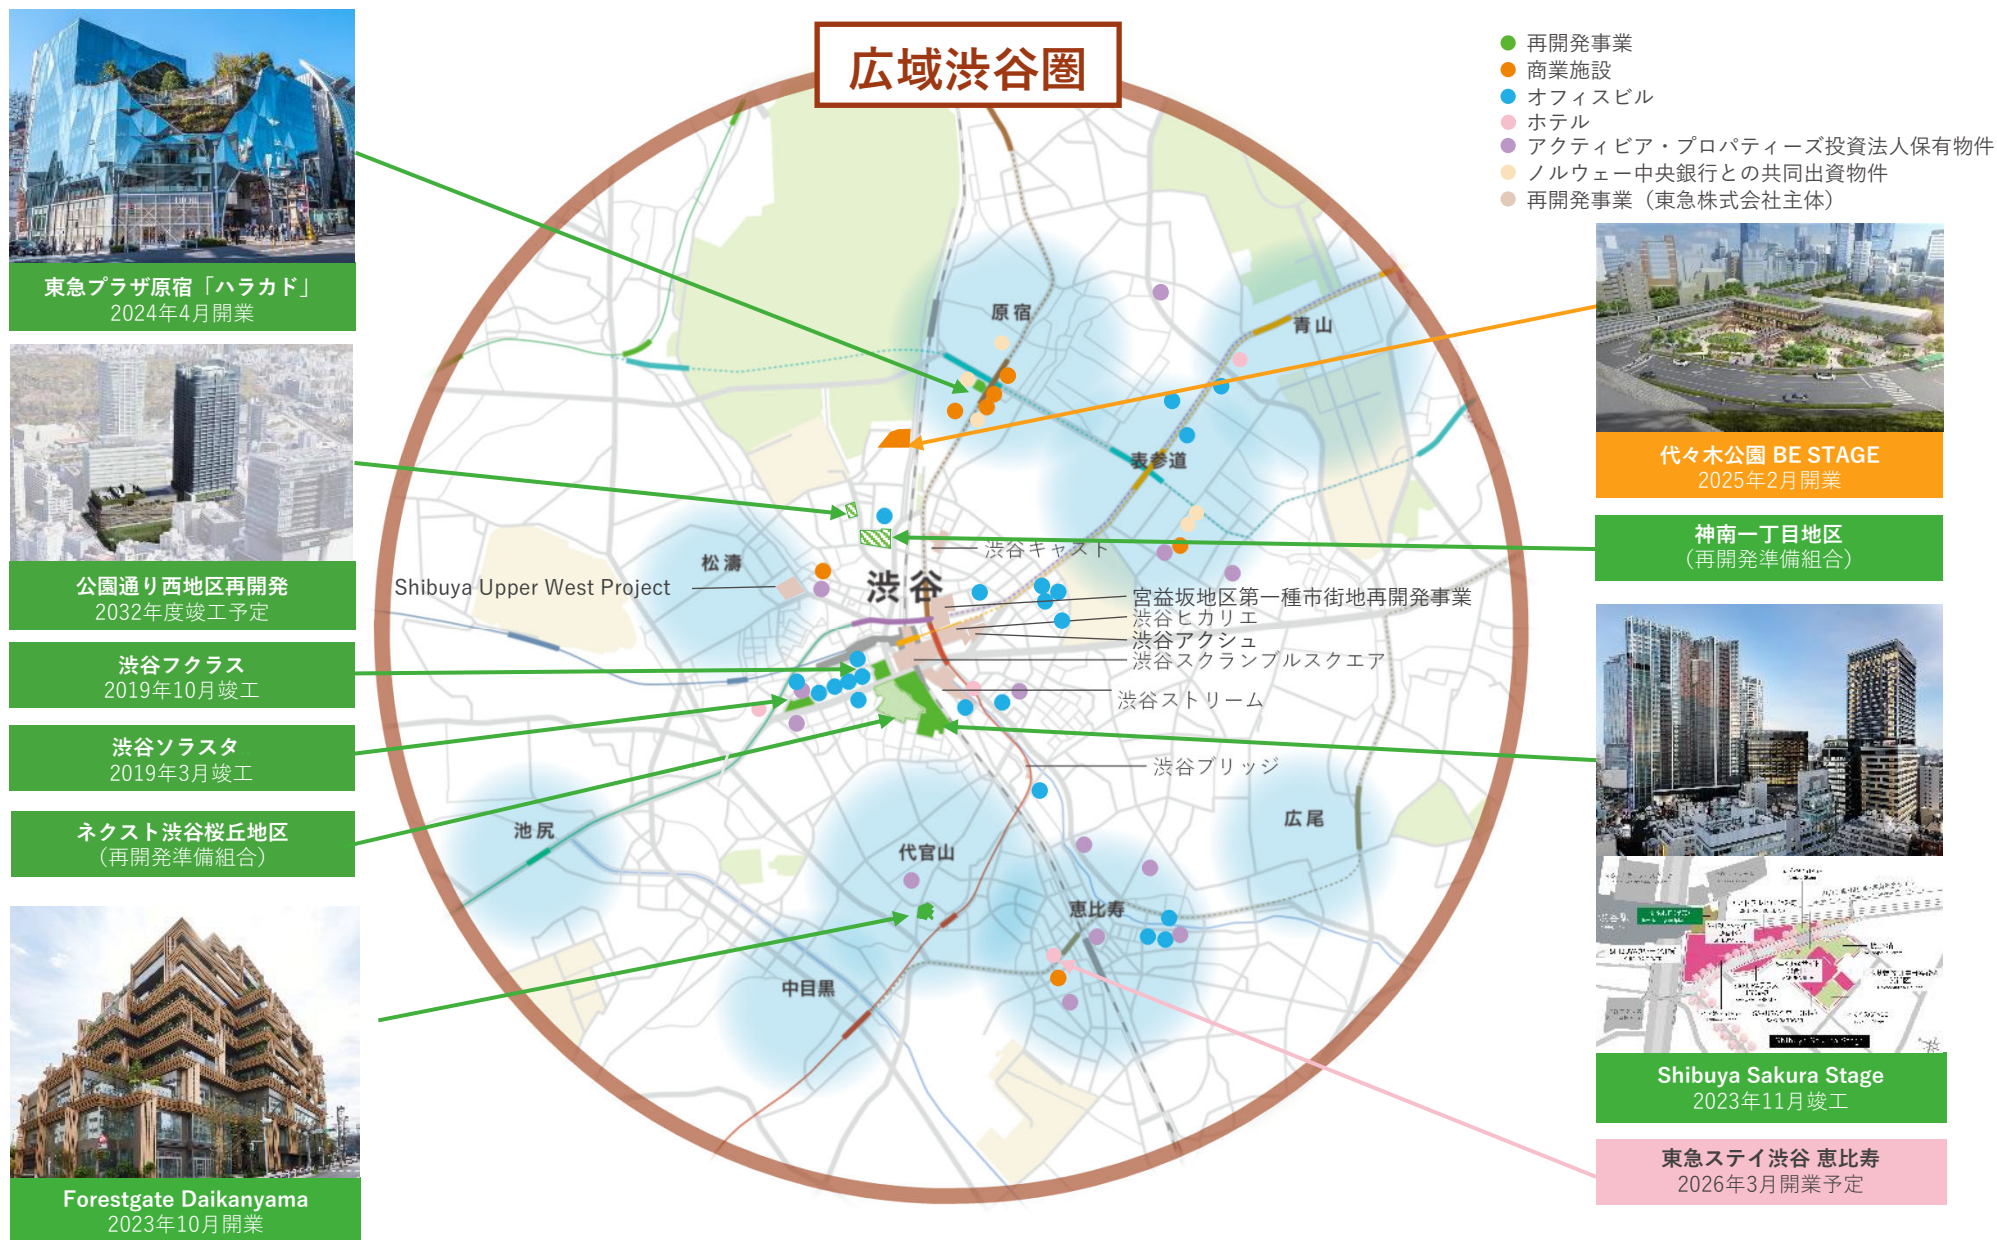 広域渋谷圏
再開発事業
商業施設
オフィスビル
ホテル
アクティビア・プロパティーズ投資法人保有物件
ノルウェー中央銀行との共同出資物件
再開発事業（東急株式会社主体）
東急プラザ原宿「ハラカド」
2024年4月開業
公園通り西地区再開発
2032年度竣工予定
渋谷フクラス
2019年10月竣工
渋谷ソラスタ
2019年3月竣工
ネクスト渋谷桜丘地区
（再開発準備組合）
Forestgate Daikanyama
2023年10月開業
原宿
青山
表参道
松濤
渋谷
Shibuya Upper West Project
渋谷キャスト
宮益坂地区第一種市街地再開発事業
渋谷ヒカリエ
渋谷アクシュ
渋谷スクランブルスクエア
渋谷ストリーム
渋谷ブリッジ
池尻
代官山
広尾
恵比寿
中目黒
代々木公園 BE STAGE
2025年2月開業
神南一丁目地区
（再開発準備組合）
Shibuya Sakura Stage
2023年11月竣工
東急ステイ渋谷 恵比寿
2026年3月開業予定